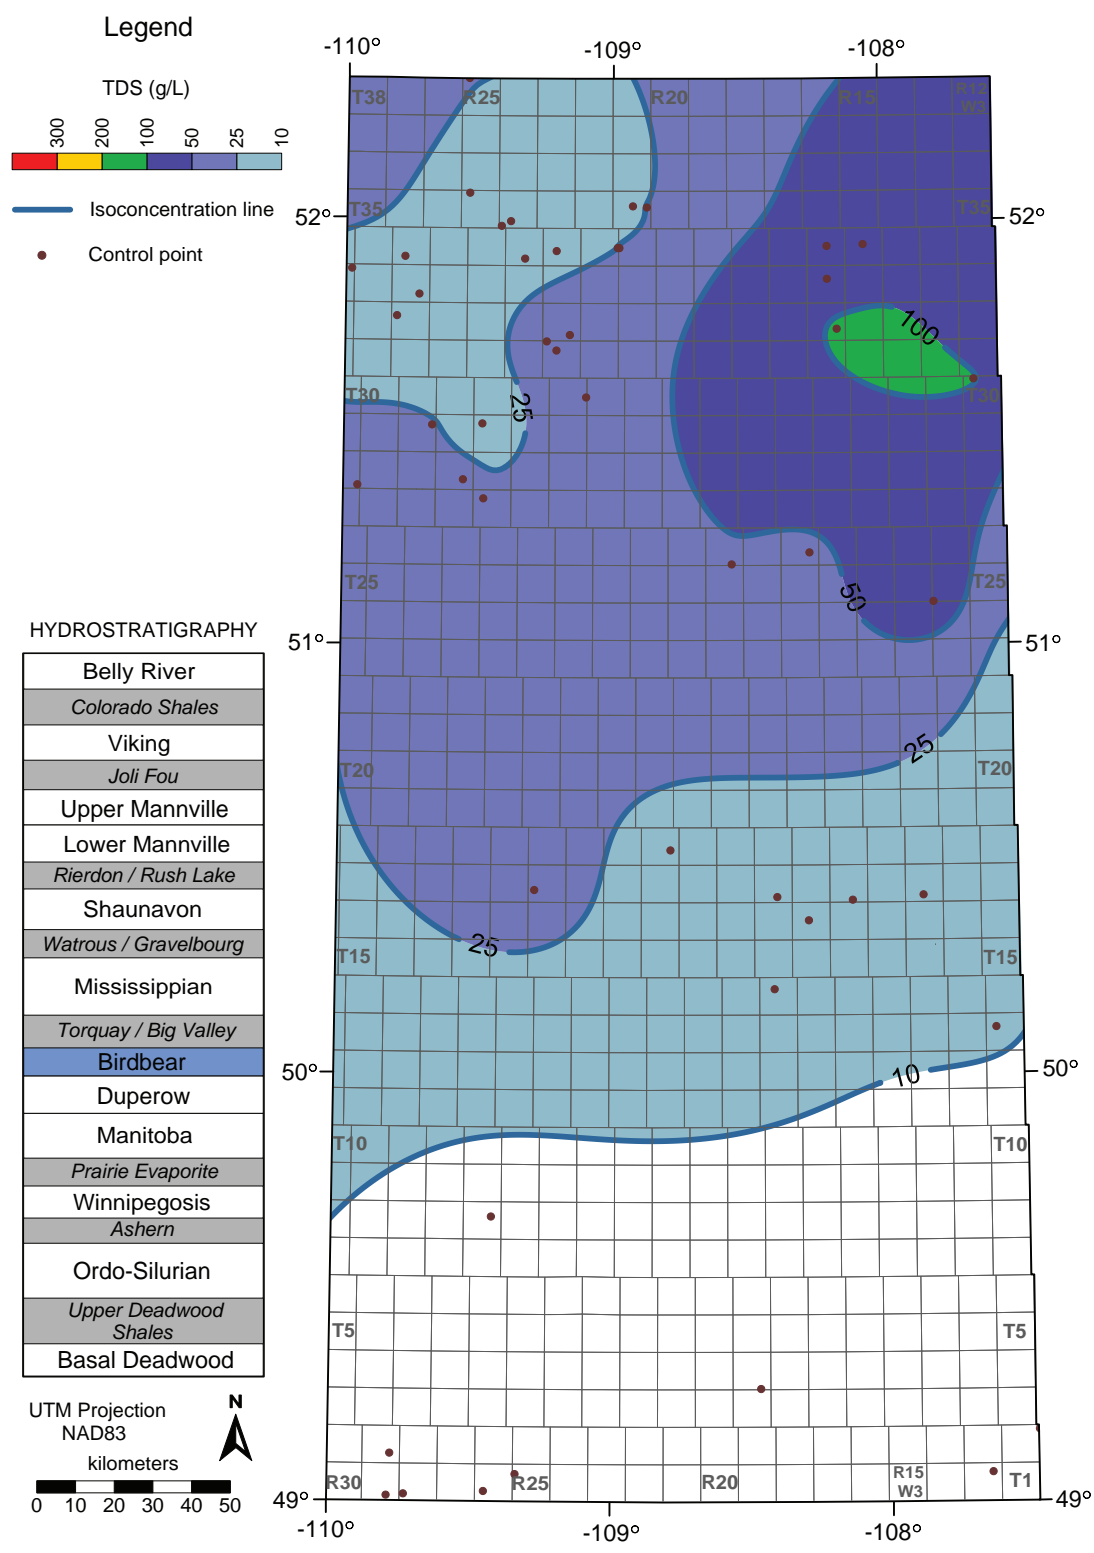 Legend
TDS (g/L)
300 200 100 50 25 10
Isoconcentration line
Control point
-110° -109° -108°
T38 R25 R20 R15 R12
W3
T35 T35
52° 52°
100
T30 T30
25
T25 T25
50
51° 51°
25
T20 T20
25
T15 T15
50° 50°
10
T10 T10
T5 T5
R30 R25 R20 R15
W3
T1
49° 49°
-110° -109° -108°
HYDROSTRATIGRAPHY
Belly River
Colorado Shales
Viking
Joli Fou
Upper Mannville
Lower Mannville
Rierdon / Rush Lake
Shaunavon
Watrous / Gravelbourg
Mississippian
Torquay / Big Valley
Birdbear
Duperow
Manitoba
Prairie Evaporite
Winnipegosis
Ashern
Ordo-Silurian
Upper Deadwood
Shales
Basal Deadwood
UTM Projection
NAD83
N
kilometers
0 10 20 30 40 50